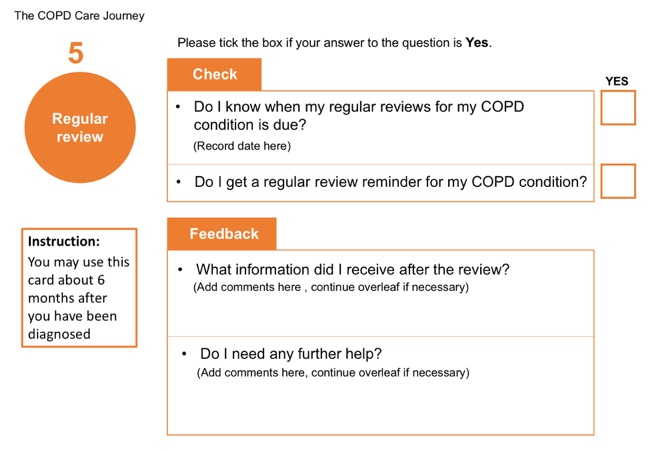 The COPD Care Journey
5
Regular
review
Please tick the box if your answer to the question is Yes.
Check
YES
• Do I know when my regular reviews for my COPD
condition is due?
(Record date here)
• Do I get a regular review reminder for my COPD condition?
Instruction:
You may use this
card about 6
months after
you have been
diagnosed
Feedback
• What information did I receive after the review?
(Add comments here , continue overleaf if necessary)
• Do I need any further help?
(Add comments here, continue overleaf if necessary)